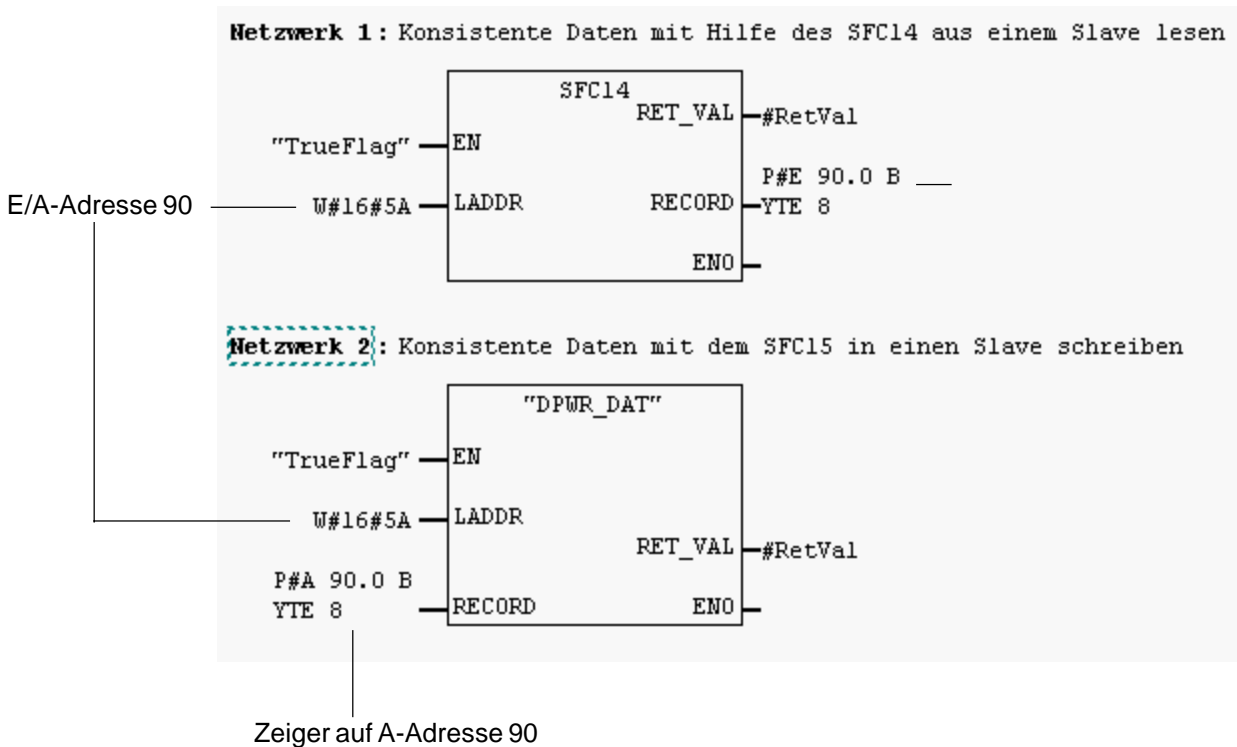 Netzwerk 1: Konsistente Daten mit Hilfe des SFC14 aus einem Slave lesen
SFC14
RET_VAL #RetVal
"TrueFlag" EN
P#E 90.0 B
E/A-Adresse 90 W#16#5A LADDR RECORD YTE 8
ENO
Netzwerk 2: Konsistente Daten mit dem SFC15 in einen Slave schreiben
"DPWR_DAT"
"TrueFlag" EN
W#16#5A LADDR
RET_VAL #RetVal
P#A 90.0 B
YTE 8 RECORD ENO
Zeiger auf A-Adresse 90